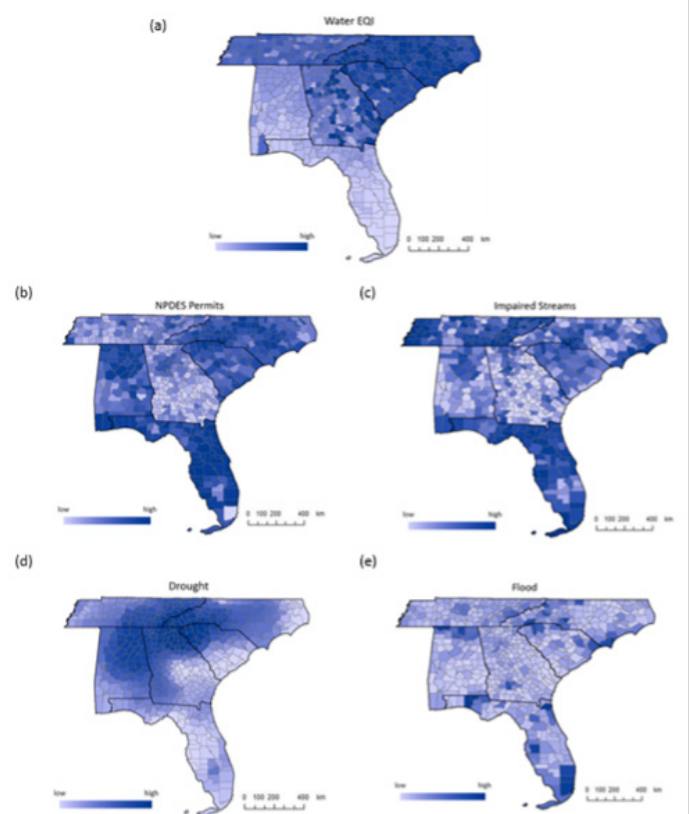 (a)
Water EQI
low high
0 100 200 400 km
(b)
NPDES Permits
low high
0 100 200 400 km
(c)
Impaired Streams
low high
0 100 200 400 km
(d)
Drought
low high
0 100 200 400 km
(e)
Flood
low high
0 100 200 400 km